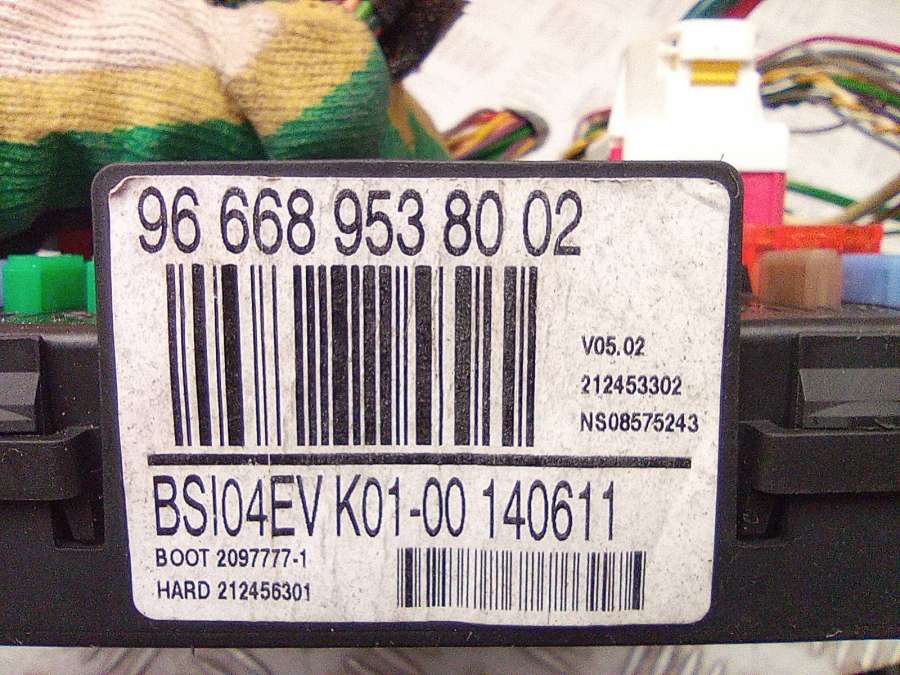 96 668 953 80 02
V05.02
212453302
NS08575243
BSI04EV K01-00 140611
BOOT 2097777-1
HARD 212456301